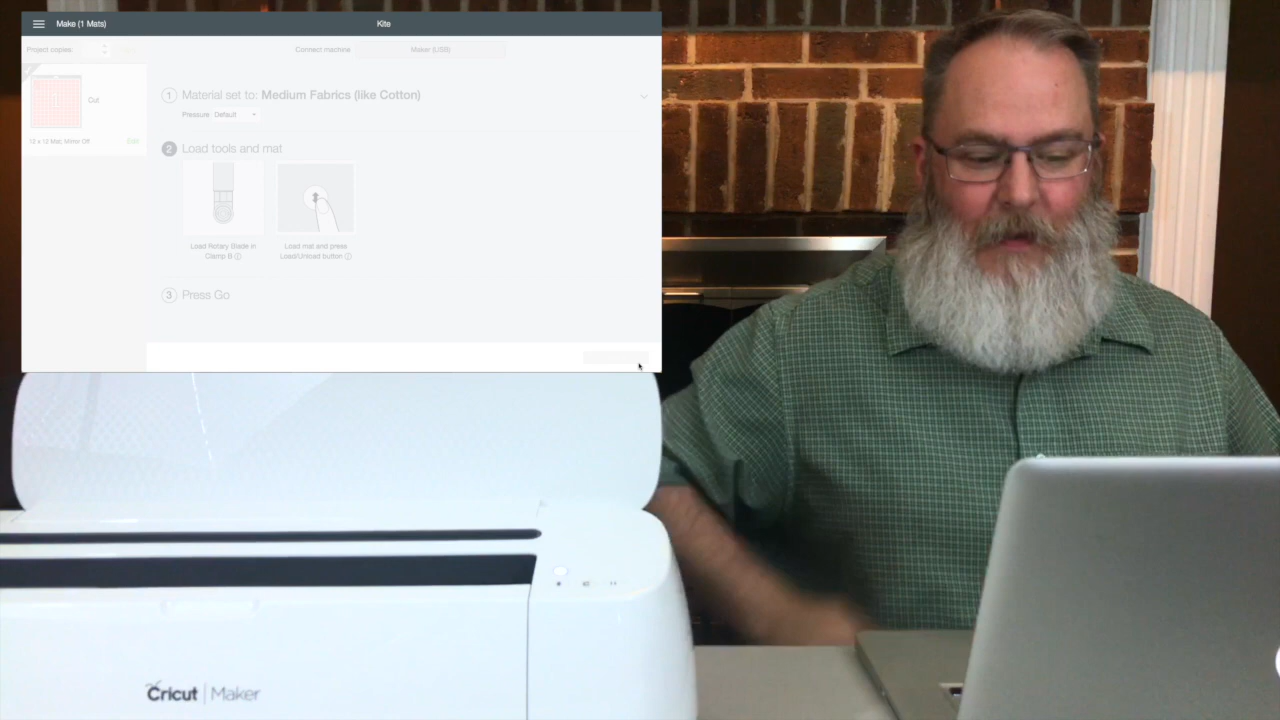 Make (1 Mats)
Kite
Project copies:
Connect machine
Maker (USB)
1 Material set to: Medium Fabrics (like Cotton)
Pressure: Default
Cut
12 x 12 Mat, Mirror Off
Edit
2 Load tools and mat
Load Rotary Blade in
Clamp B
Load mat and press
Load/Unload button
3 Press Go
Cricut | Maker